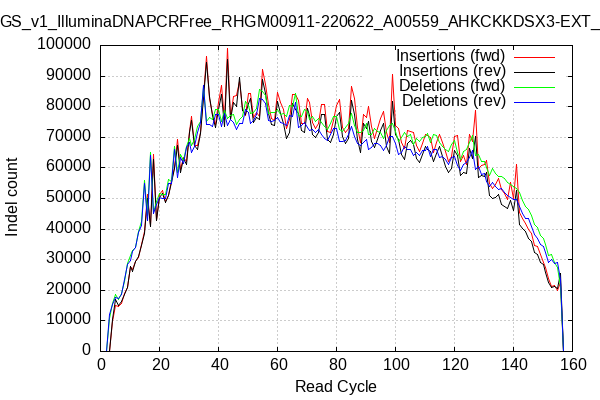 GS_v1_IlluminaDNAPCRFree_RHGM00911-220622_A00559_AHKCKKDSX3-EXT_
Insertions (fwd)
Insertions (rev)
Deletions (fwd)
Deletions (rev)
100000
90000
80000
70000
60000
50000
40000
30000
20000
10000
0
Indel count
0 20 40 60 80 100 120 140 160
Read Cycle